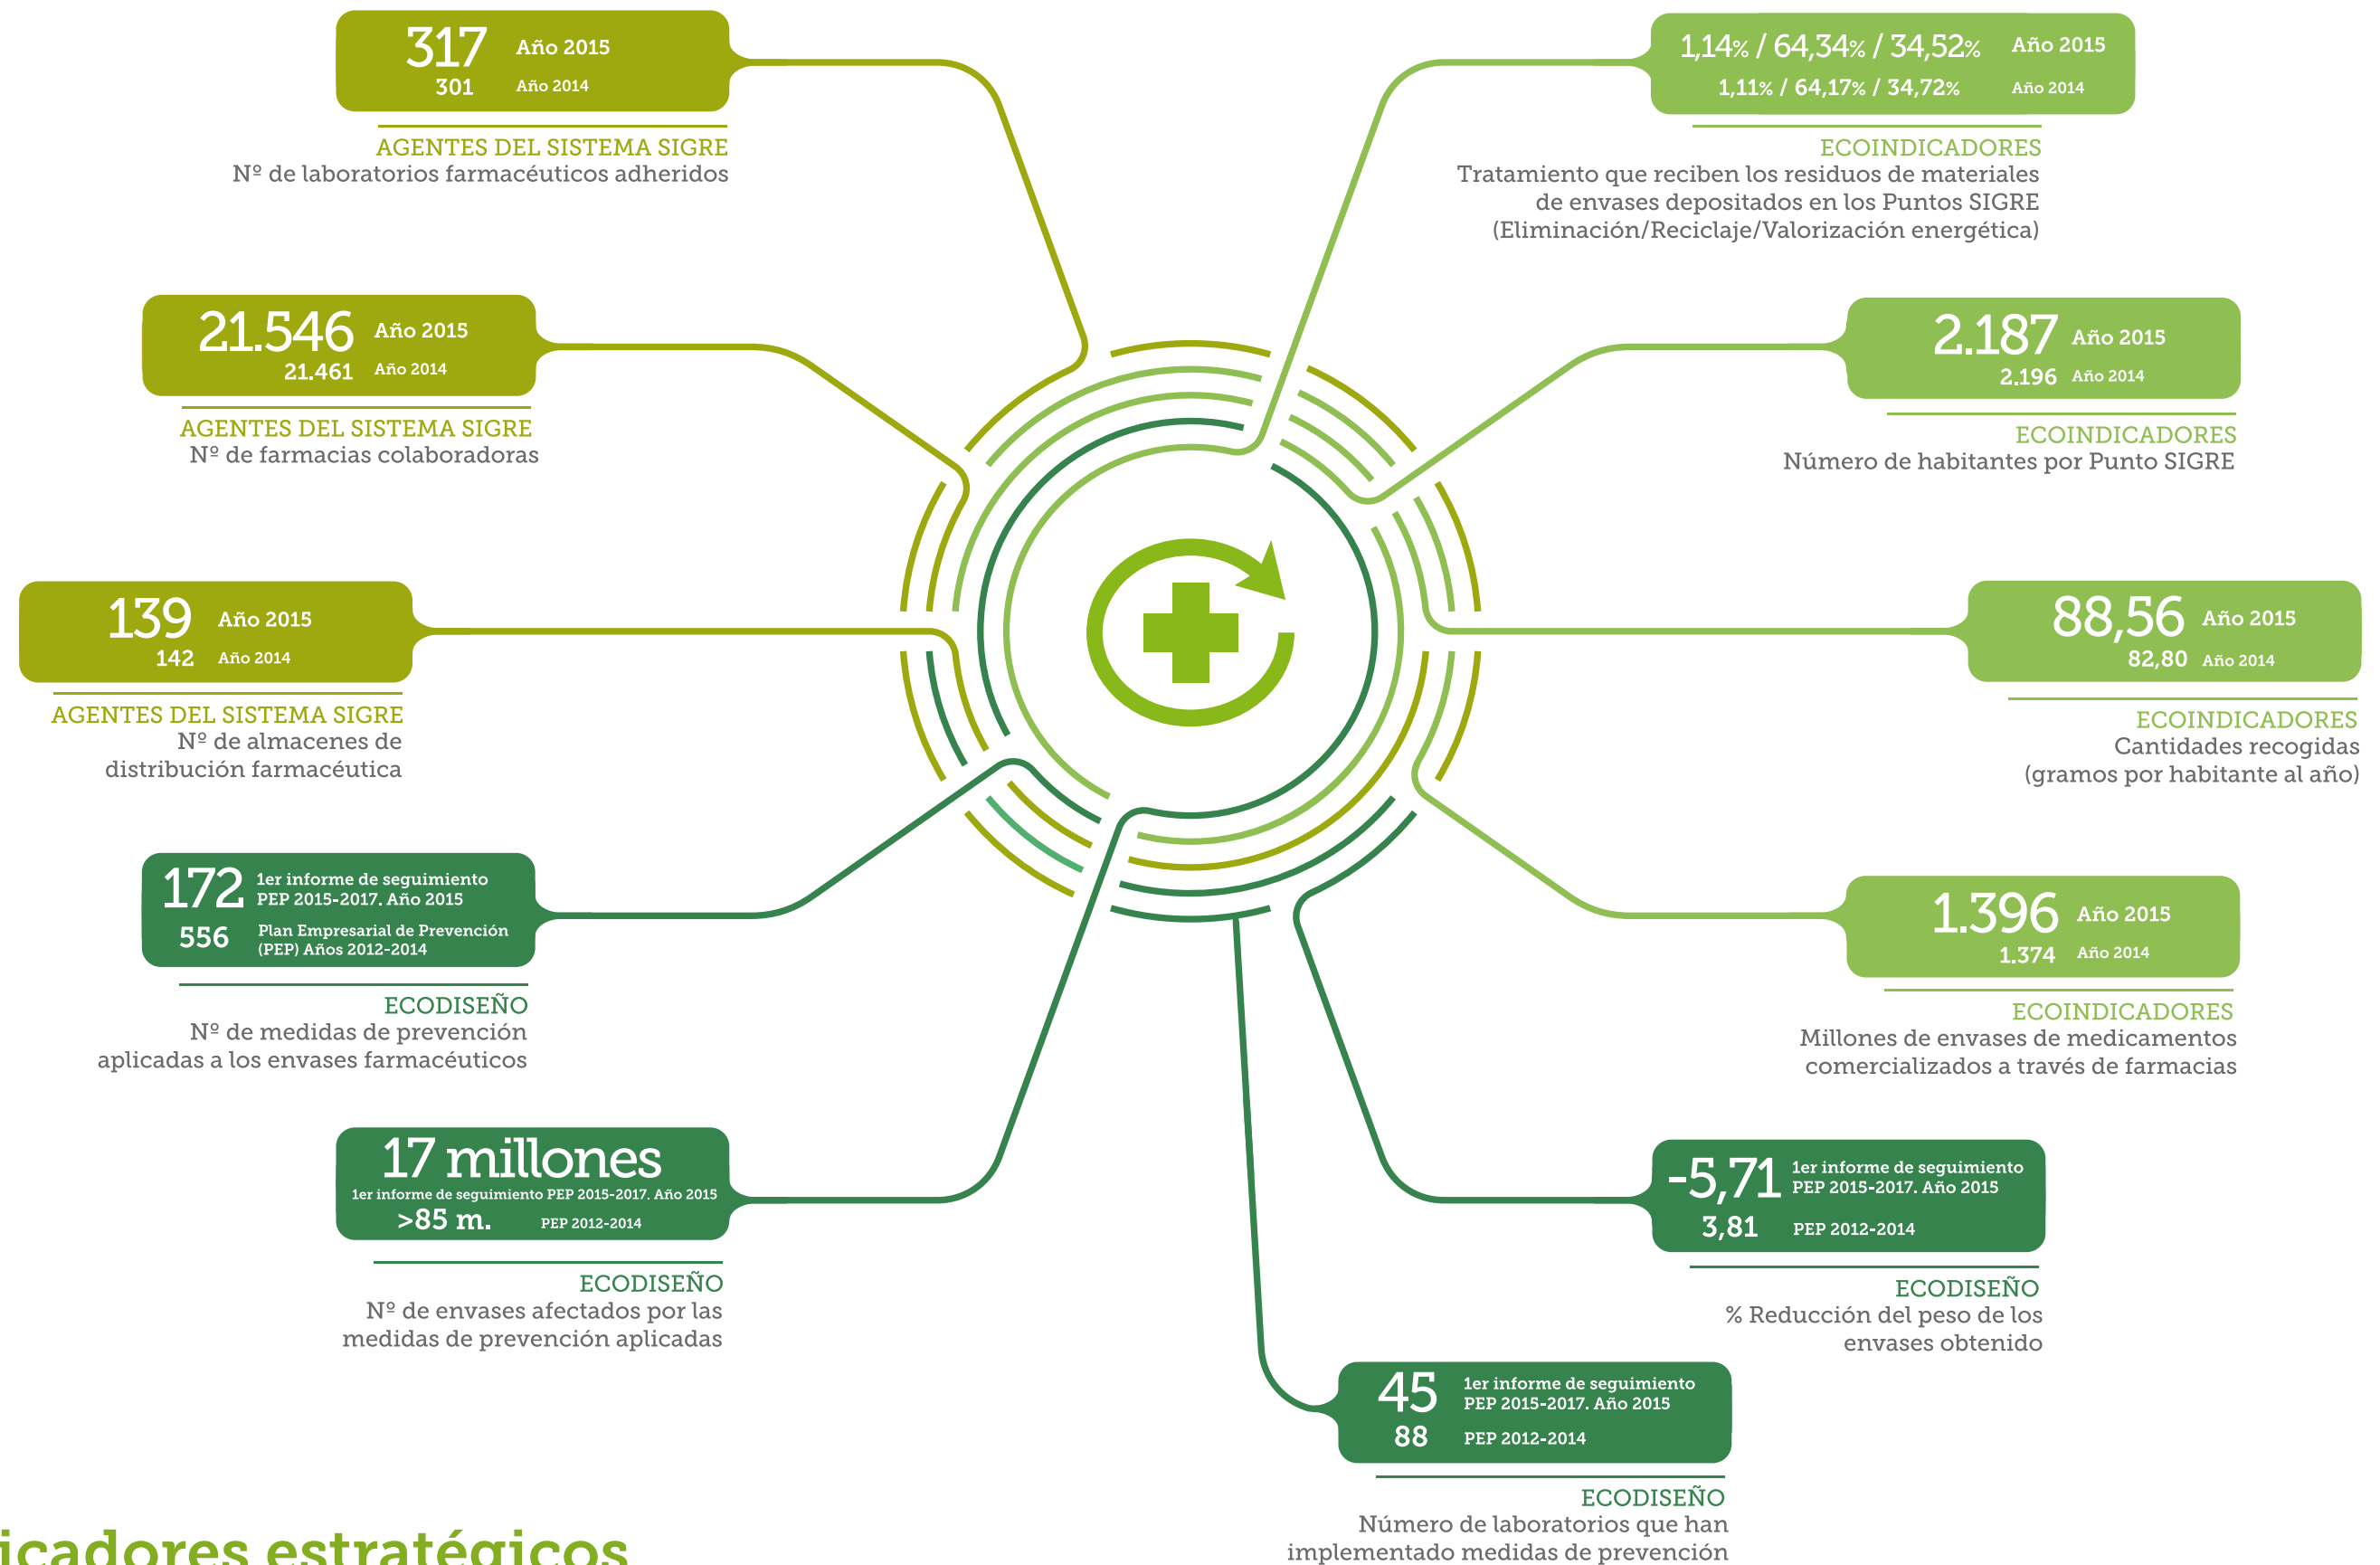 317 Año 2015
301 Año 2014
AGENTES DEL SISTEMA SIGRE
Nº de laboratorios farmacéuticos adheridos
21.546 Año 2015
21.461 Año 2014
AGENTES DEL SISTEMA SIGRE
Nº de farmacias colaboradoras
139 Año 2015
142 Año 2014
AGENTES DEL SISTEMA SIGRE
Nº de almacenes de
distribución farmacéutica
172 1er informe de seguimiento
PEP 2015-2017. Año 2015
556 Plan Empresarial de Prevención
(PEP) Años 2012-2014
ECODISEÑO
Nº de medidas de prevención
aplicadas a los envases farmacéuticos
17 millones
1er informe de seguimiento PEP 2015-2017. Año 2015
>85 m. PEP 2012-2014
ECODISEÑO
Nº de envases afectados por las
medidas de prevención aplicadas
1,14% / 64,34% / 34,52% Año 2015
1,11% / 64,17% / 34,72% Año 2014
ECOINDICADORES
Tratamiento que reciben los residuos de materiales
de envases depositados en los Puntos SIGRE
(Eliminación/Reciclaje/Valorización energética)
2.187 Año 2015
2.196 Año 2014
ECOINDICADORES
Número de habitantes por Punto SIGRE
88,56 Año 2015
82,80 Año 2014
ECOINDICADORES
Cantidades recogidas
(gramos por habitante al año)
1.396 Año 2015
1.374 Año 2014
ECOINDICADORES
Millones de envases de medicamentos
comercializados a través de farmacias
-5,71 1er informe de seguimiento
PEP 2015-2017. Año 2015
3,81 PEP 2012-2014
ECODISEÑO
% Reducción del peso de los
envases obtenido
45 1er informe de seguimiento
PEP 2015-2017. Año 2015
88 PEP 2012-2014
ECODISEÑO
Número de laboratorios que han
implementado medidas de prevención
icadores estratégicos